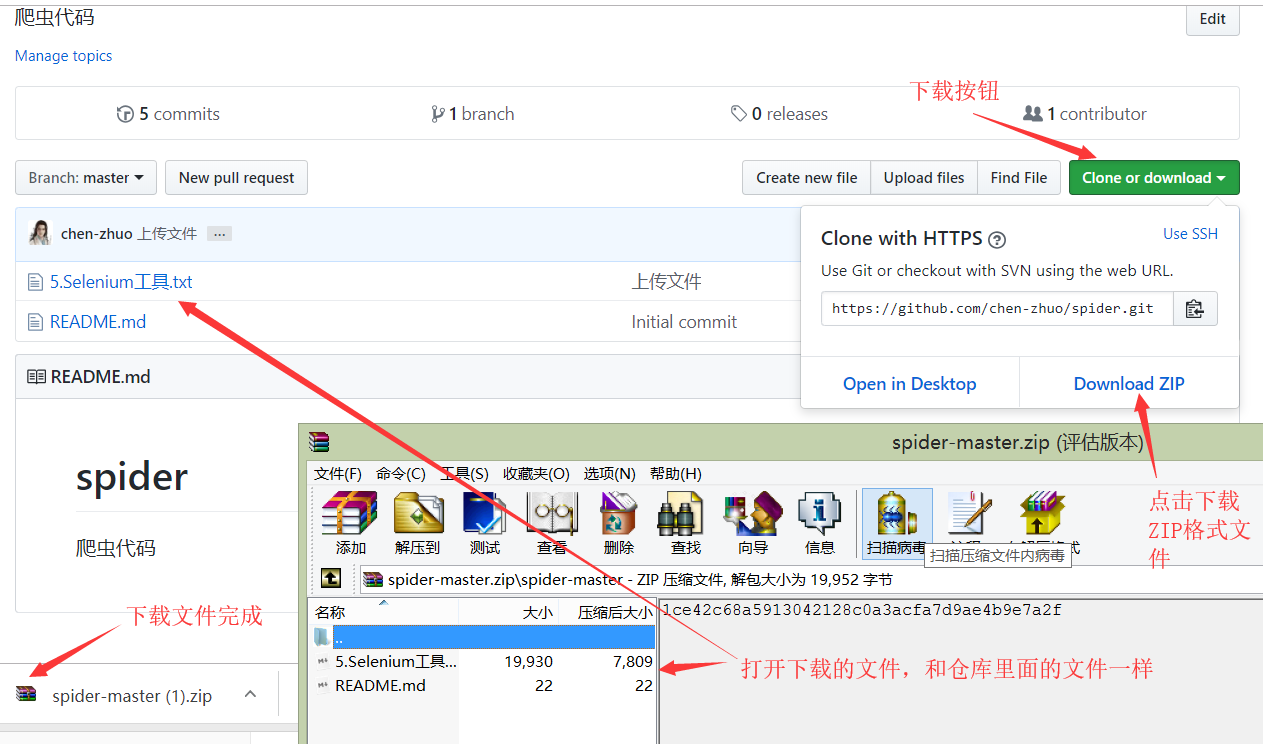 爬虫代码
Edit
Manage topics
下载按钮
5 commits
1 branch
0 releases
1 contributor
Branch: master
New pull request
Create new file
Upload files
Find File
Clone or download
chen-zhuo 上传文件 ...
Clone with HTTPS ?
Use SSH
Use Git or checkout with SVN using the web URL.
5.Selenium工具.txt
上传文件
https://github.com/chen-zhuo/spider.git
README.md
Initial commit
README.md
Open in Desktop
Download ZIP
spider
爬虫代码
点击下载
ZIP格式文
件
spider-master.zip (评估版本)
文件(F) 命令(C) 工具(S) 收藏夹(O) 选项(N) 帮助(H)
添加 解压到 测试 查看 删除 查找 向导 信息 扫描病毒
扫描压缩文件内病毒
spider-master.zip\spider-master - ZIP 压缩文件, 解包大小为 19,952 字节
名称 大小 压缩后大小
1ce42c68a5913042128c0a3acfa7d9ae4b9e7a2f
..
5.Selenium工具... 19,930 7,809
README.md 22 22
下载文件完成
打开下载的文件，和仓库里面的文件一样
spider-master (1).zip